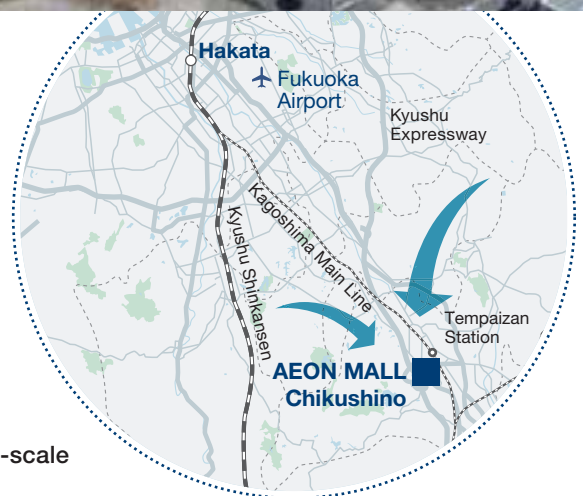 Hakata
Fukuoka
Airport
Kyushu
Expressway
Kagoshima Main Line
Kyushu Shinkansen
Tempaizan
Station
AEON MALL
Chikushino
-scale